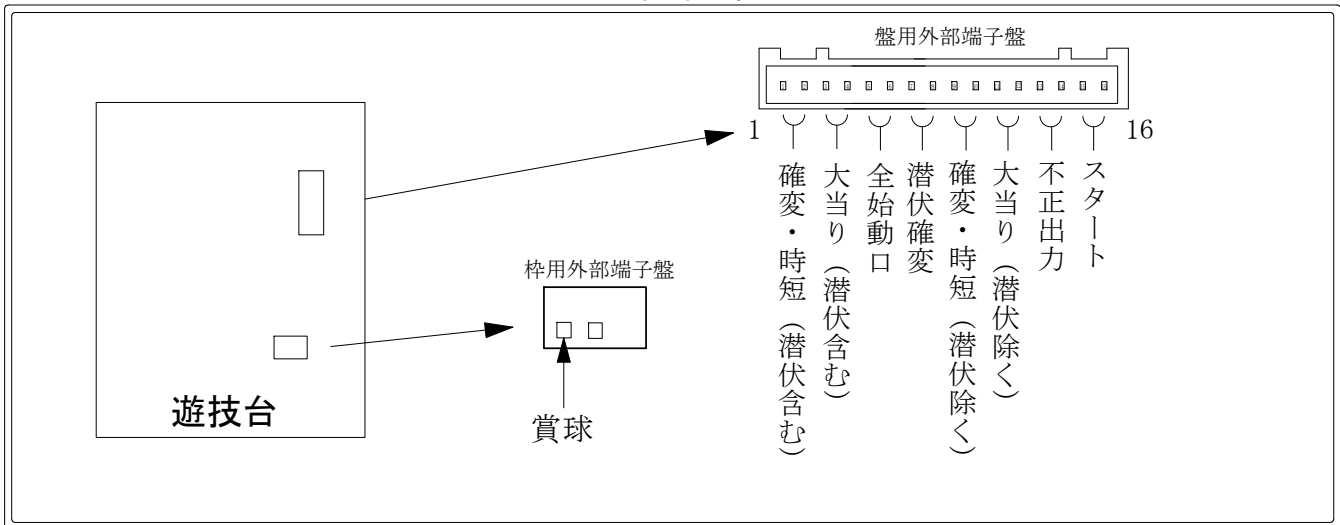 盤用外部端子盤
1
16
確変・時短（潜伏含む）
大当り（潜伏含む）
全始動口
潜伏確変
確変・時短（潜伏除く）
大当り（潜伏除く）
不正出力
スタート
枠用外部端子盤
賞球
遊技台